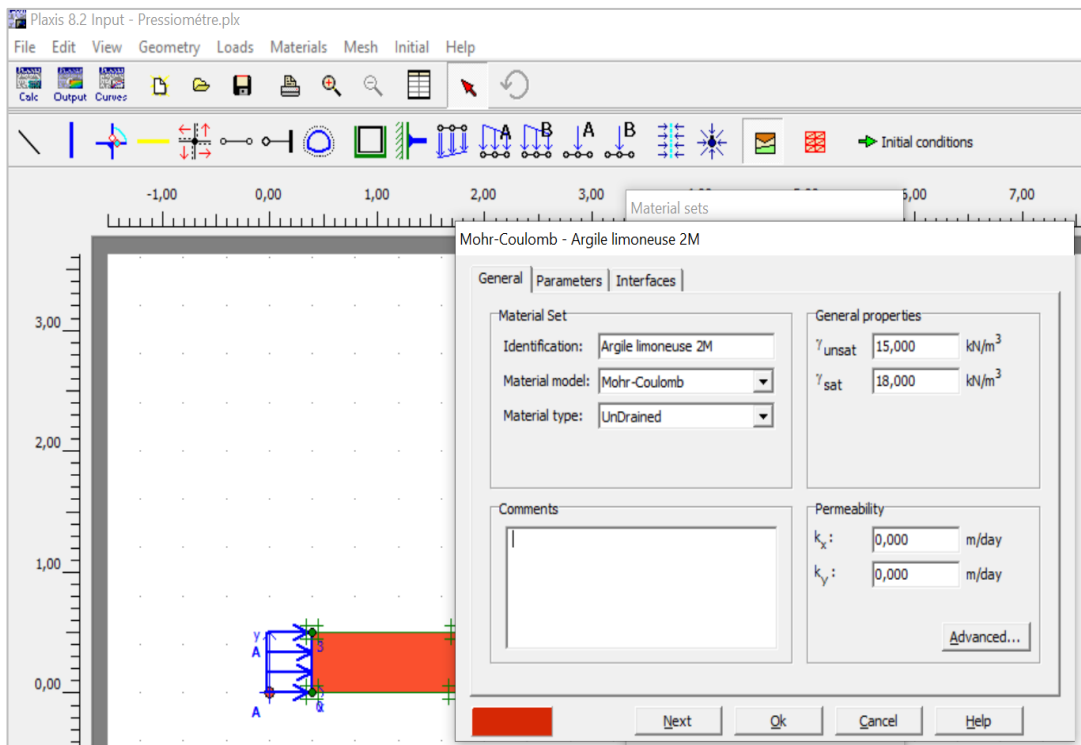 Plaxis 8.2 Input - Pressiométre.plx
File Edit View Geometry Loads Materials Mesh Initial Help
Calc Output Curves
A B A B Initial conditions
-1,00 0,00 1,00 2,00 3,00 6,00 7,00
Material sets
Mohr-Coulomb - Argile limoneuse 2M
General Parameters Interfaces
Material Set
Identification: Argile limoneuse 2M
Material model: Mohr-Coulomb
Material type: UnDrained
General properties
γunsat 15,000 kN/m3
γsat 18,000 kN/m3
Comments
Permeability
kx: 0,000 m/day
ky: 0,000 m/day
Advanced...
Next Ok Cancel Help
3,00
2,00
1,00
0,00
y
A
3
A